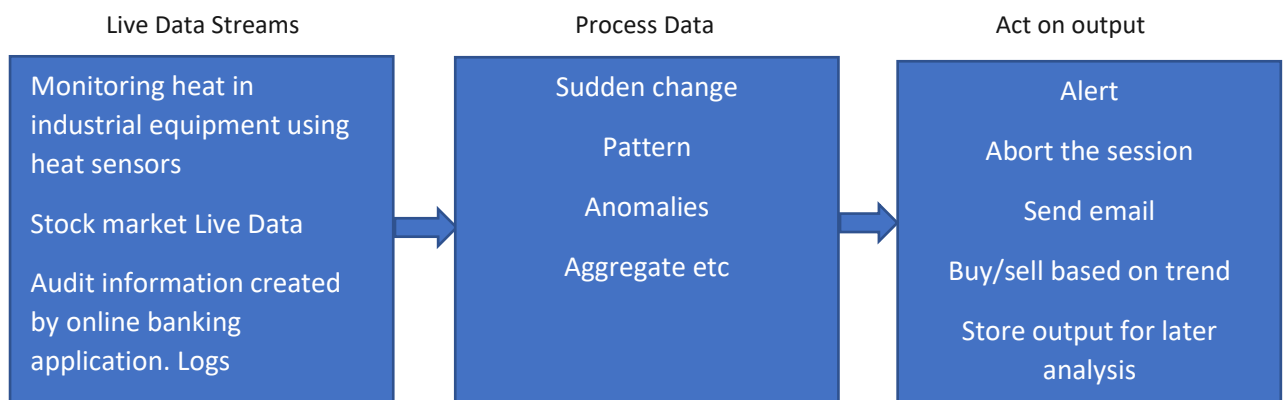 Live Data Streams
Monitoring heat in
industrial equipment using
heat sensors
Stock market Live Data
Audit information created
by online banking
application. Logs
Process Data
Sudden change
Pattern
Anomalies
Aggregate etc
Act on output
Alert
Abort the session
Send email
Buy/sell based on trend
Store output for later
analysis